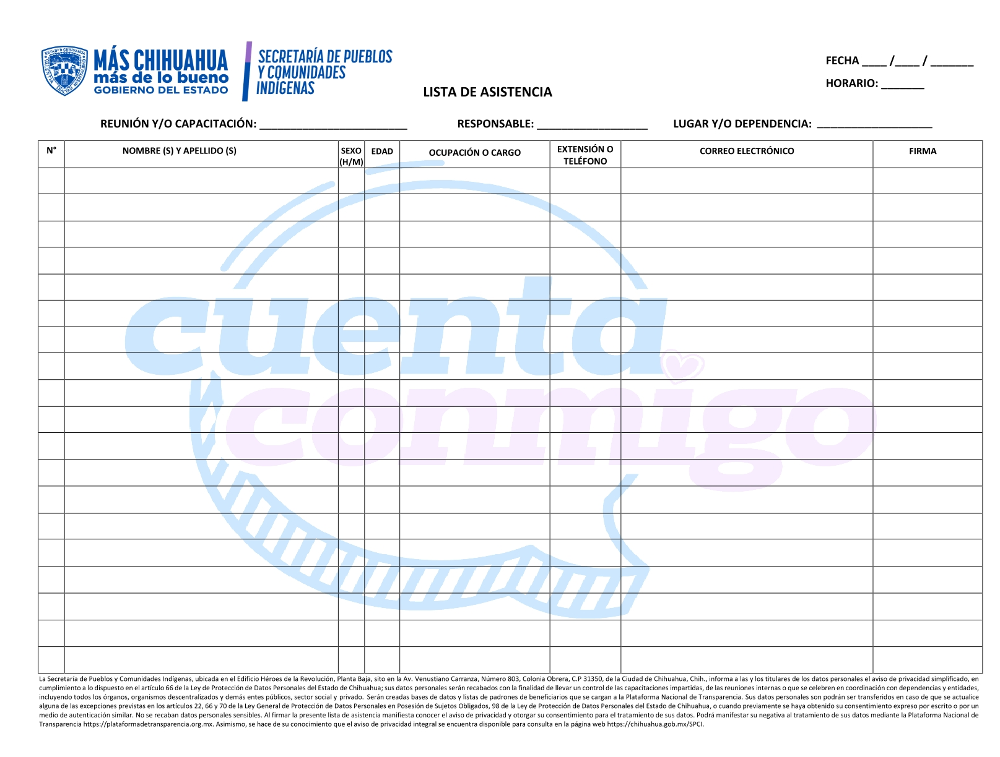 ESTADO D CHIHUAHUA
VALENTIA
LEALTAD
HOSPITALIDAD
MÁS CHIHUAHUA
más de lo bueno
GOBIERNO DEL ESTADO
SECRETARÍA DE PUEBLOS
Y COMUNIDADES
INDÍGENAS
FECHA ____ /____ / _______
HORARIO: _______
LISTA DE ASISTENCIA
REUNIÓN Y/O CAPACITACIÓN: ________________________ RESPONSABLE: __________________ LUGAR Y/O DEPENDENCIA: ___________________
N° NOMBRE (S) Y APELLIDO (S) SEXO (H/M) EDAD OCUPACIÓN O CARGO EXTENSIÓN O TELÉFONO CORREO ELECTRÓNICO FIRMA
cuenta
conmigo
La Secretaría de Pueblos y Comunidades Indígenas, ubicada en el Edificio Héroes de la Revolución, Planta Baja, sito en la Av. Venustiano Carranza, Número 803, Colonia Obrera, C.P 31350, de la Ciudad de Chihuahua, Chih., informa a las y los titulares de los datos personales el aviso de privacidad simplificado, en
cumplimiento a lo dispuesto en el artículo 66 de la Ley de Protección de Datos Personales del Estado de Chihuahua; sus datos personales serán recabados con la finalidad de llevar un control de las capacitaciones impartidas, de las reuniones internas o que se celebren en coordinación con dependencias y entidades,
incluyendo todos los órganos, organismos descentralizados y demás entes públicos, sector social y privado. Serán creadas bases de datos y listas de padrones de beneficiarios que se cargan a la Plataforma Nacional de Transparencia. Sus datos personales son podrán ser transferidos en caso de que se actualice
alguna de las excepciones previstas en los artículos 22, 66 y 70 de la Ley General de Protección de Datos Personales en Posesión de Sujetos Obligados, 98 de la Ley de Protección de Datos Personales del Estado de Chihuahua, o cuando previamente se haya obtenido su consentimiento expreso por escrito o por un
medio de autenticación similar. No se recaban datos personales sensibles. Al firmar la presente lista de asistencia manifiesta conocer el aviso de privacidad y otorgar su consentimiento para el tratamiento de sus datos. Podrá manifestar su negativa al tratamiento de sus datos mediante la Plataforma Nacional de
Transparencia https://plataformadetransparencia.org.mx. Asimismo, se hace de su conocimiento que el aviso de privacidad integral se encuentra disponible para consulta en la página web https://chihuahua.gob.mx/SPCI.